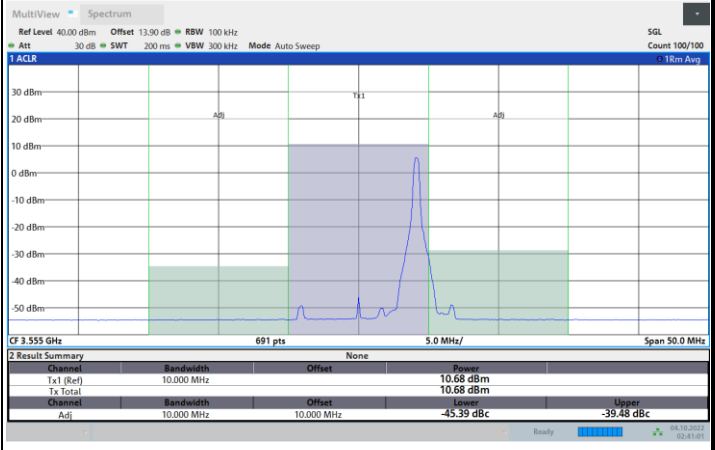 MultiView Spectrum
Ref Level 40.00 dBm Offset 13.90 dB RBW 100 kHz SGL
Att 30 dB SWT 200 ms VBW 300 kHz Mode Auto Sweep Count 100/100
1 ACLR 1Rm Avg
30 dBm
Tx1
20 dBm
Adj Adj
10 dBm
0 dBm
-10 dBm
-20 dBm
-30 dBm
-40 dBm
-50 dBm
CF 3.555 GHz 691 pts 5.0 MHz/ Span 50.0 MHz
2 Result Summary None
Channel Bandwidth Offset Power
Tx1 (Ref) 10.000 MHz 10.68 dBm
Tx Total 10.68 dBm
Channel Bandwidth Offset Lower Upper
Adj 10.000 MHz 10.000 MHz -45.39 dBc -39.48 dBc
Ready 04.10.2022
02:41:01